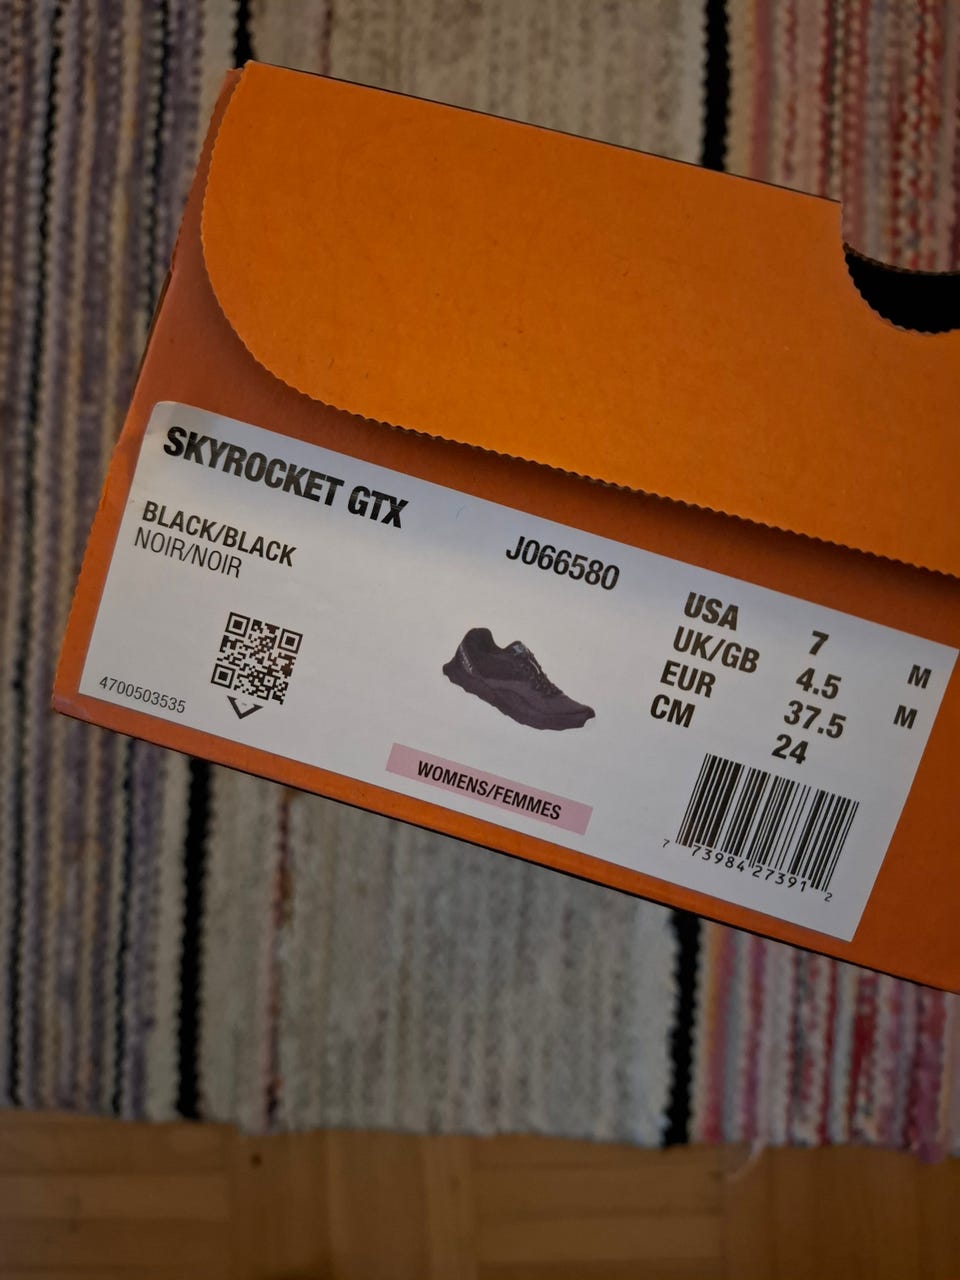 SKYROCKET GTX
BLACK/BLACK
NOIR/NOIR
J066580
USA 7 M
UK/GB 4.5 M
EUR 37.5
CM 24
4700503535
WOMENS/FEMMES
7 73984 27391 2